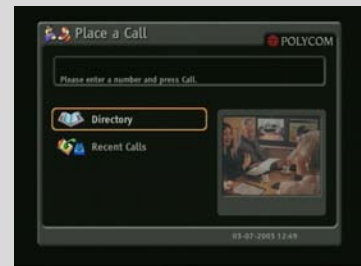 Place a Call
POLYCOM
Please enter a number and press Call.
Directory
Recent Calls
03-07-2003 12:49